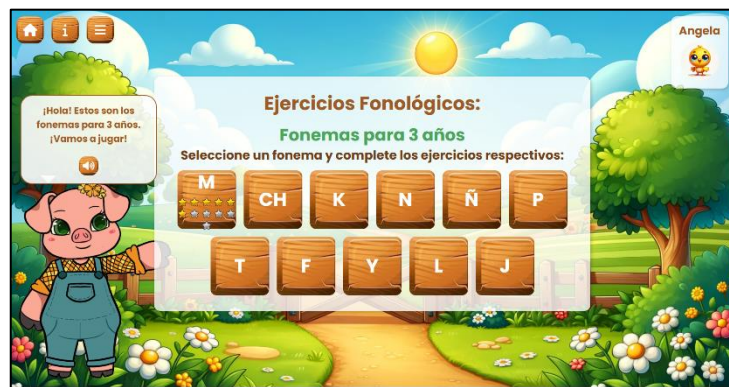 i
Angela
¡Hola! Estos son los
fonemas para 3 años.
¡Vamos a jugar!
Ejercicios Fonológicos:
Fonemas para 3 años
Seleccione un fonema y complete los ejercicios respectivos:
M CH K N Ñ P
T F Y L J